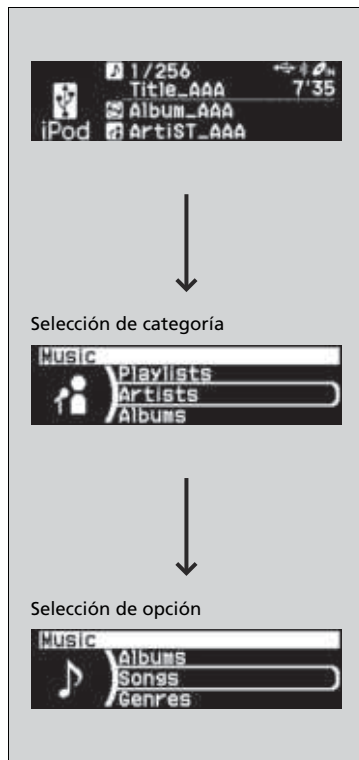 1/256
Title_AAA 7'35
Album_AAA
iPod ArtiST_AAA
Selección de categoría
Music
Playlists
Artists
Albums
Selección de opción
Music
Albums
Songs
Genres